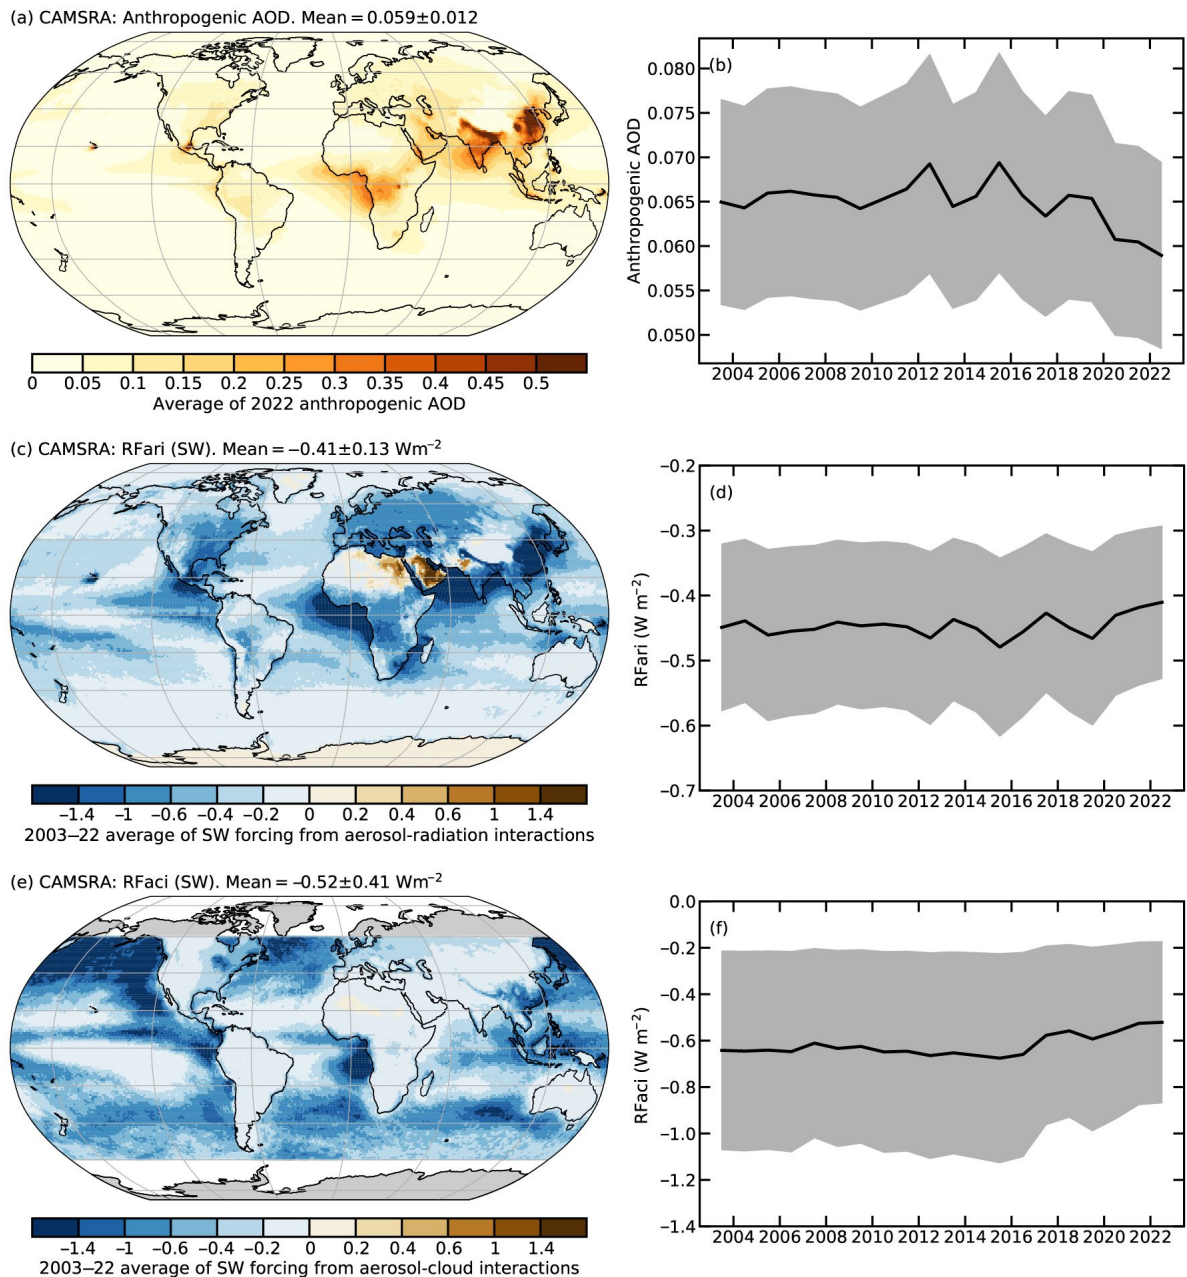 (a) CAMSRA: Anthropogenic AOD. Mean = 0.059±0.012
0 0.05 0.1 0.15 0.2 0.25 0.3 0.35 0.4 0.45 0.5
Average of 2022 anthropogenic AOD
(b)
Anthropogenic AOD
0.080
0.075
0.070
0.065
0.060
0.055
0.050
2004 2006 2008 2010 2012 2014 2016 2018 2020 2022
(c) CAMSRA: RFari (SW). Mean = −0.41±0.13 Wm⁻²
−1.4 −1 −0.6 −0.4 −0.2 0 0.2 0.4 0.6 1 1.4
2003–22 average of SW forcing from aerosol-radiation interactions
(d)
RFari (W m⁻²)
−0.2
−0.3
−0.4
−0.5
−0.6
−0.7
2004 2006 2008 2010 2012 2014 2016 2018 2020 2022
(e) CAMSRA: RFaci (SW). Mean = −0.52±0.41 Wm⁻²
−1.4 −1 −0.6 −0.4 −0.2 0 0.2 0.4 0.6 1 1.4
2003–22 average of SW forcing from aerosol-cloud interactions
(f)
RFaci (W m⁻²)
0.0
−0.2
−0.4
−0.6
−0.8
−1.0
−1.2
−1.4
2004 2006 2008 2010 2012 2014 2016 2018 2020 2022